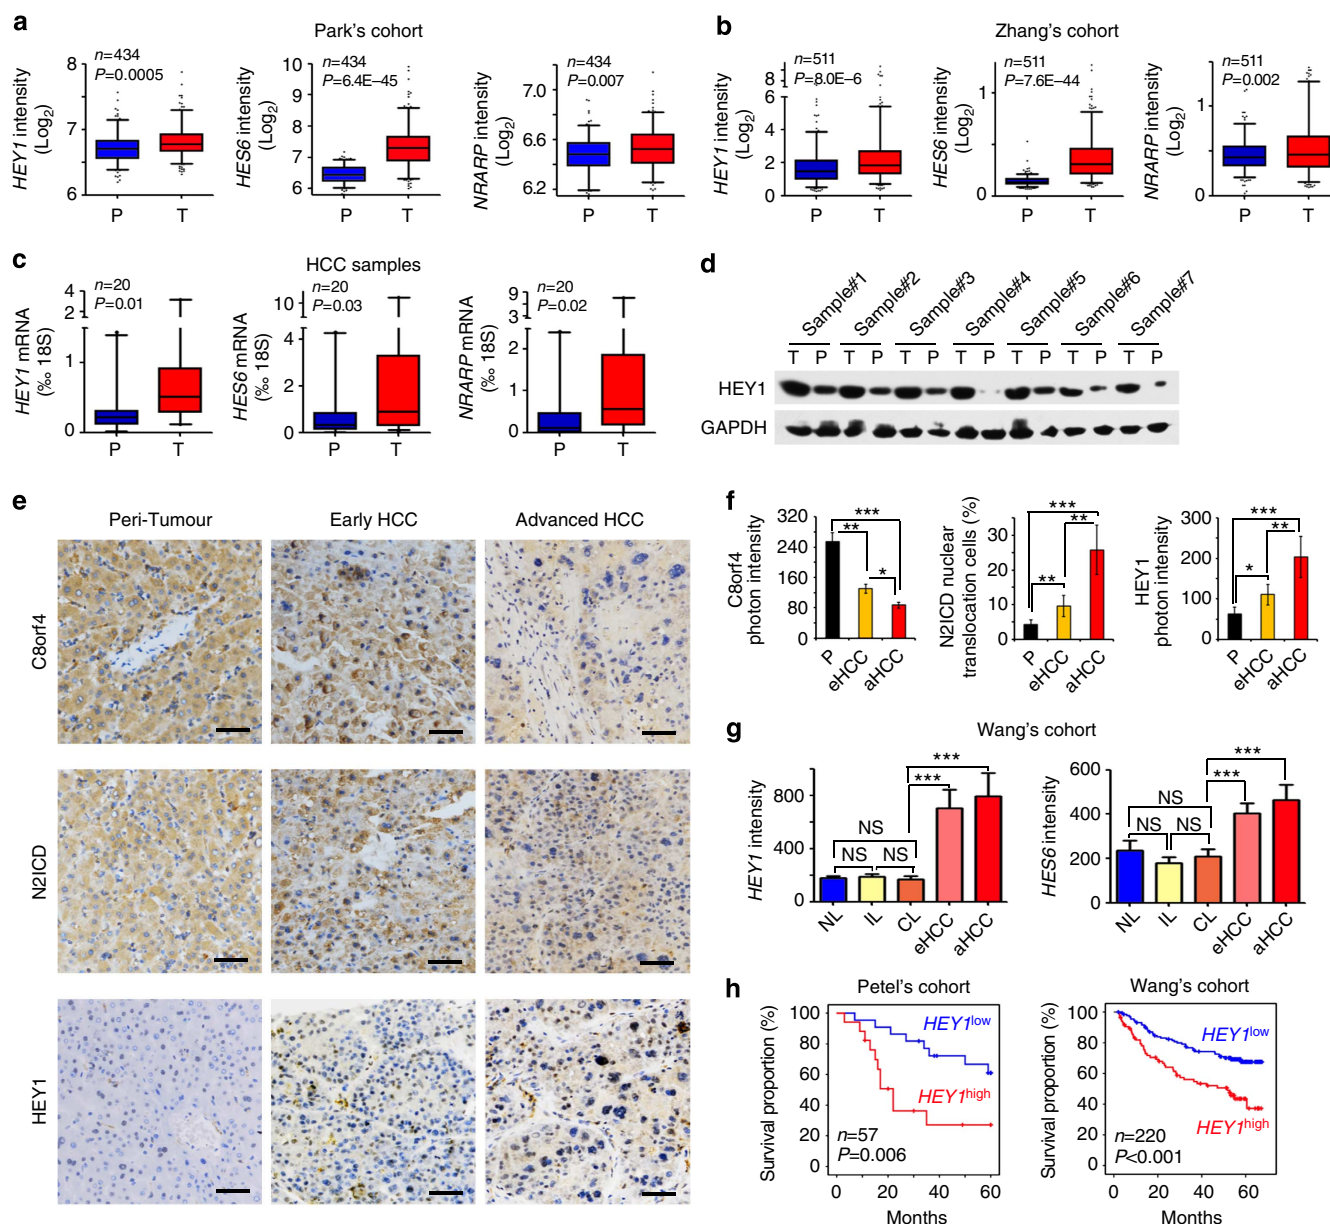 a
Park's cohort
n=434
P=0.0005
HEY1 intensity
(Log2)
8
7
6
P
T
n=434
P=6.4E–45
HES6 intensity
(Log2)
10
9
8
7
6
P
T
n=434
P=0.007
NRARP intensity
(Log2)
7.0
6.6
6.2
P
T
b
Zhang's cohort
n=511
P=8.0E–6
HEY1 intensity
(Log2)
8
6
4
2
0
P
T
n=511
P=7.6E–44
HES6 intensity
(Log2)
1
0
P
T
n=511
P=0.002
NRARP intensity
(Log2)
1
0
P
T
c
HCC samples
n=20
P=0.01
HEY1 mRNA
(‰ 18S)
4
2
1
0
P
T
n=20
P=0.03
HES6 mRNA
(‰ 18S)
10
4
2
0
P
T
n=20
P=0.02
NRARP mRNA
(‰ 18S)
9
3
2
1
0
P
T
d
Sample#1
Sample#2
Sample#3
Sample#4
Sample#5
Sample#6
Sample#7
T P T P T P T P T P T P T P
HEY1
GAPDH
e
Peri-Tumour
Early HCC
Advanced HCC
C8orf4
N2ICD
HEY1
f
C8orf4
photon intensity
320
240
160
80
0
***
**
*
P
eHCC
aHCC
N2ICD nuclear
translocation cells (%)
30
20
10
0
***
**
**
P
eHCC
aHCC
HEY1
photon intensity
300
200
100
0
***
**
*
P
eHCC
aHCC
g
Wang's cohort
HEY1 intensity
800
400
0
***
***
NS
NS
NS
NL
IL
CL
eHCC
aHCC
HES6 intensity
600
400
200
0
***
***
NS
NS
NS
NL
IL
CL
eHCC
aHCC
h
Petel's cohort
Survival proportion (%)
100
80
60
40
20
0
HEY1low
HEY1high
n=57
P=0.006
0 20 40 60
Months
Wang's cohort
Survival proportion (%)
100
80
60
40
20
0
HEY1low
HEY1high
n=220
P<0.001
0 20 40 60
Months